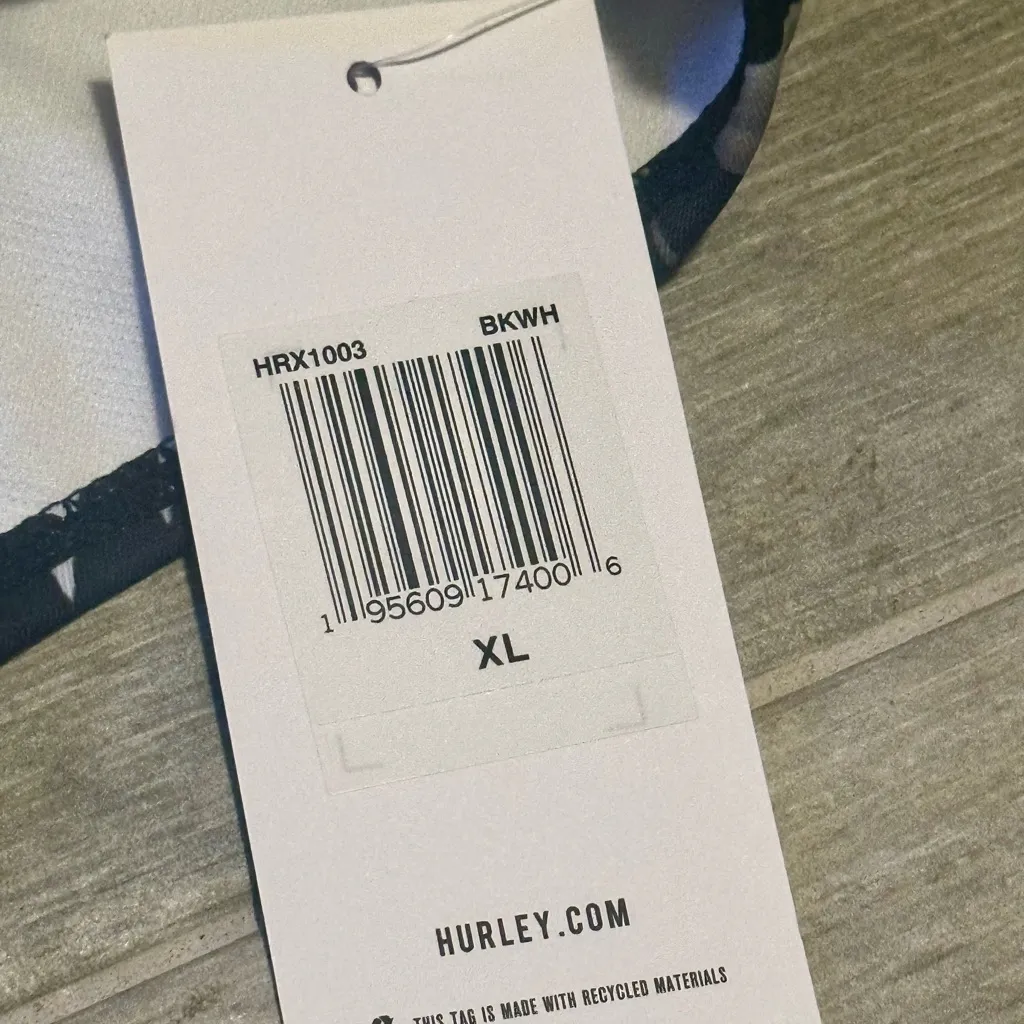 BKWH
HRX1003
1 95609 17400 6
XL
HURLEY.COM
THIS TAG IS MADE WITH RECYCLED MATERIALS